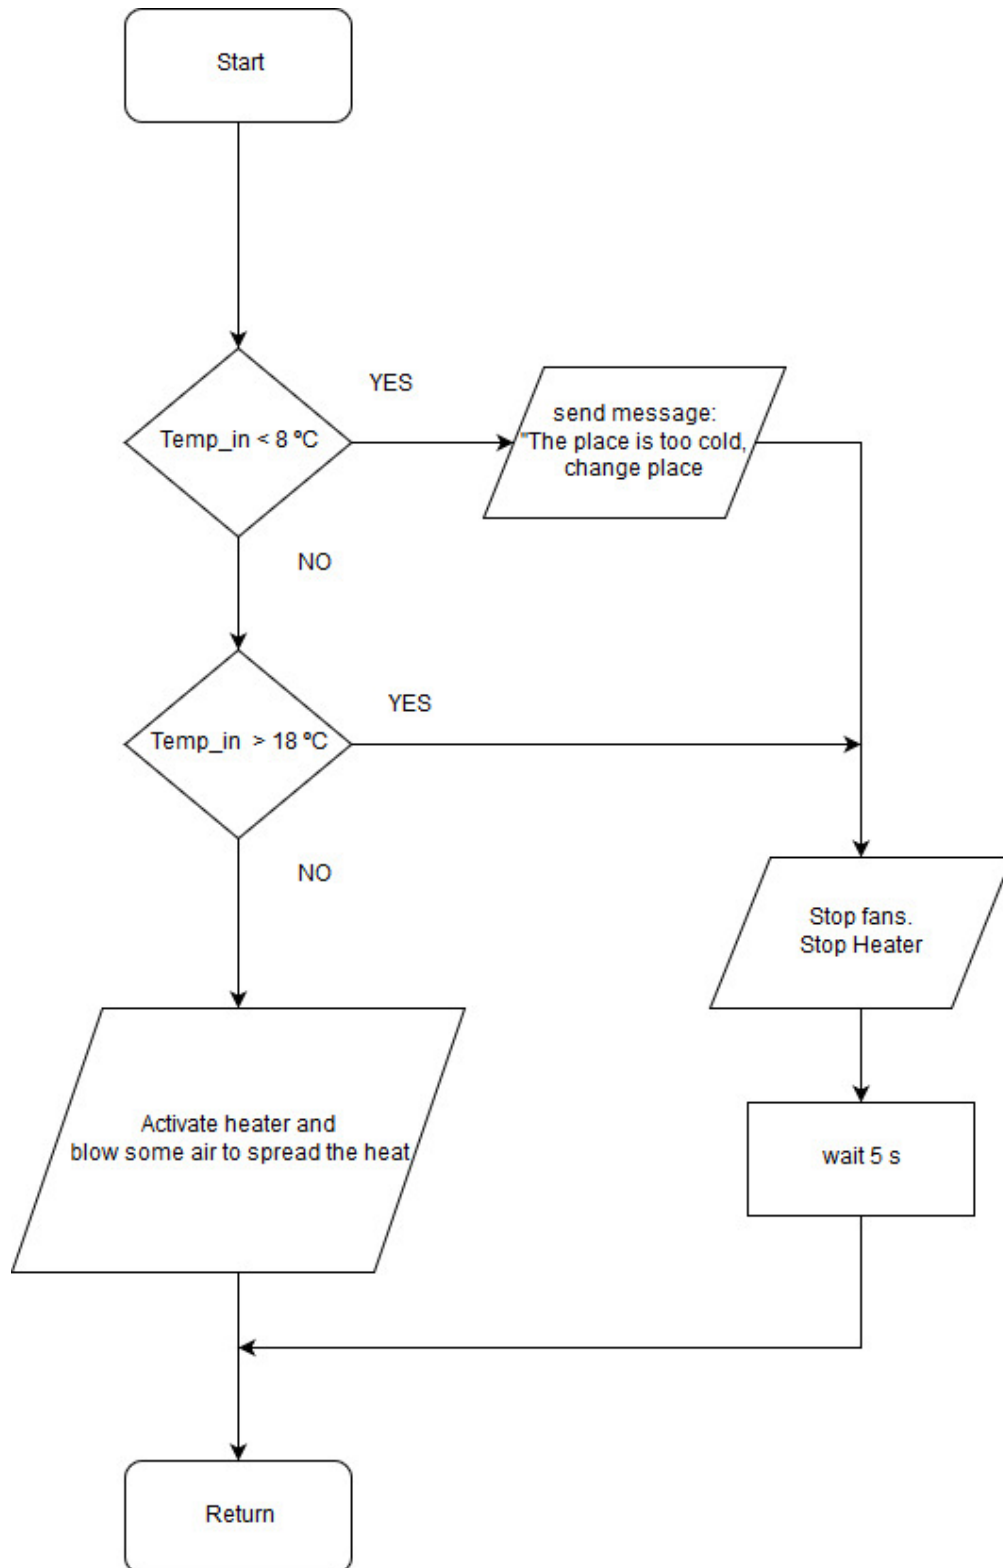 Start
YES
Temp_in < 8 ºC
send message:
"The place is too cold,
change place
NO
YES
Temp_in  > 18 ºC
NO
Stop fans.
Stop Heater
Activate heater and
blow some air to spread the heat
wait 5 s
Return